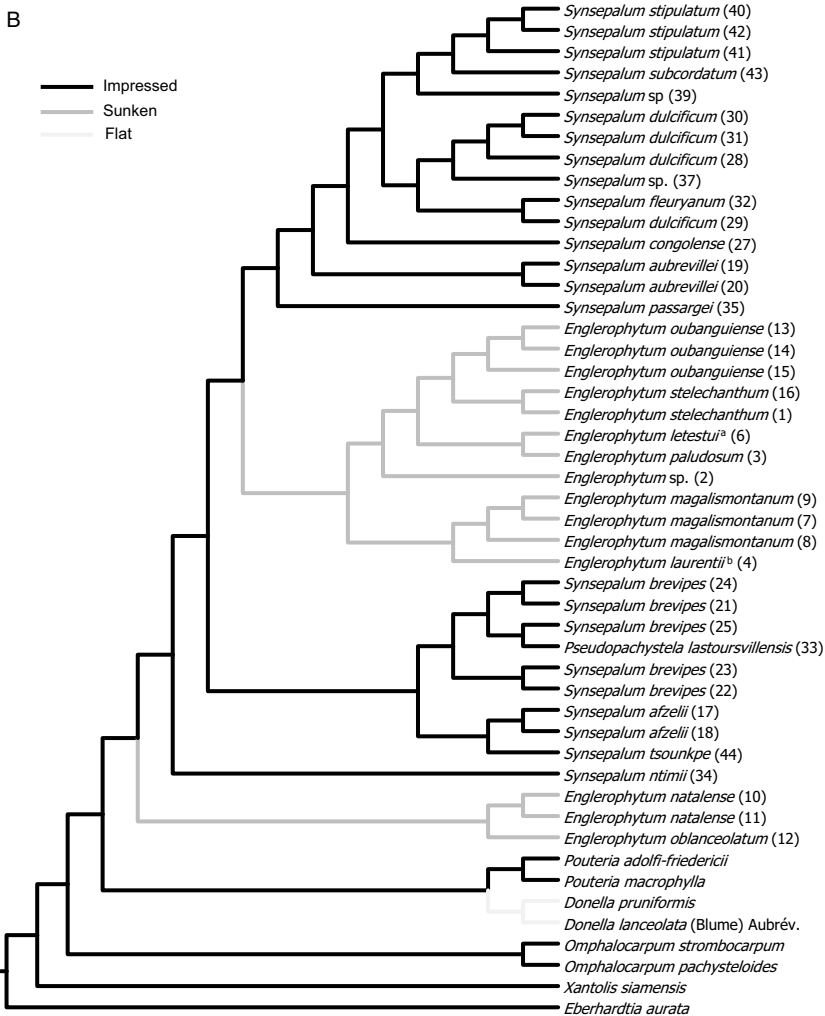 B
Impressed
Sunken
Flat
Synsepalum stipulatum (40)
Synsepalum stipulatum (42)
Synsepalum stipulatum (41)
Synsepalum subcordatum (43)
Synsepalum sp (39)
Synsepalum dulcificum (30)
Synsepalum dulcificum (31)
Synsepalum dulcificum (28)
Synsepalum sp. (37)
Synsepalum fleuryanum (32)
Synsepalum dulcificum (29)
Synsepalum congolense (27)
Synsepalum aubrevillei (19)
Synsepalum aubrevillei (20)
Synsepalum passargei (35)
Englerophytum oubanguiense (13)
Englerophytum oubanguiense (14)
Englerophytum oubanguiense (15)
Englerophytum stelechanthum (16)
Englerophytum stelechanthum (1)
Englerophytum letestuiᵃ (6)
Englerophytum paludosum (3)
Englerophytum sp. (2)
Englerophytum magalismontanum (9)
Englerophytum magalismontanum (7)
Englerophytum magalismontanum (8)
Englerophytum laurentiiᵇ (4)
Synsepalum brevipes (24)
Synsepalum brevipes (21)
Synsepalum brevipes (25)
Pseudopachystela lastoursvillensis (33)
Synsepalum brevipes (23)
Synsepalum brevipes (22)
Synsepalum afzelii (17)
Synsepalum afzelii (18)
Synsepalum tsounkpe (44)
Synsepalum ntimii (34)
Englerophytum natalense (10)
Englerophytum natalense (11)
Englerophytum oblanceolatum (12)
Pouteria adolfi-friedericii
Pouteria macrophylla
Donella pruniformis
Donella lanceolata (Blume) Aubrév.
Omphalocarpum strombocarpum
Omphalocarpum pachysteloides
Xantolis siamensis
Eberhardtia aurata